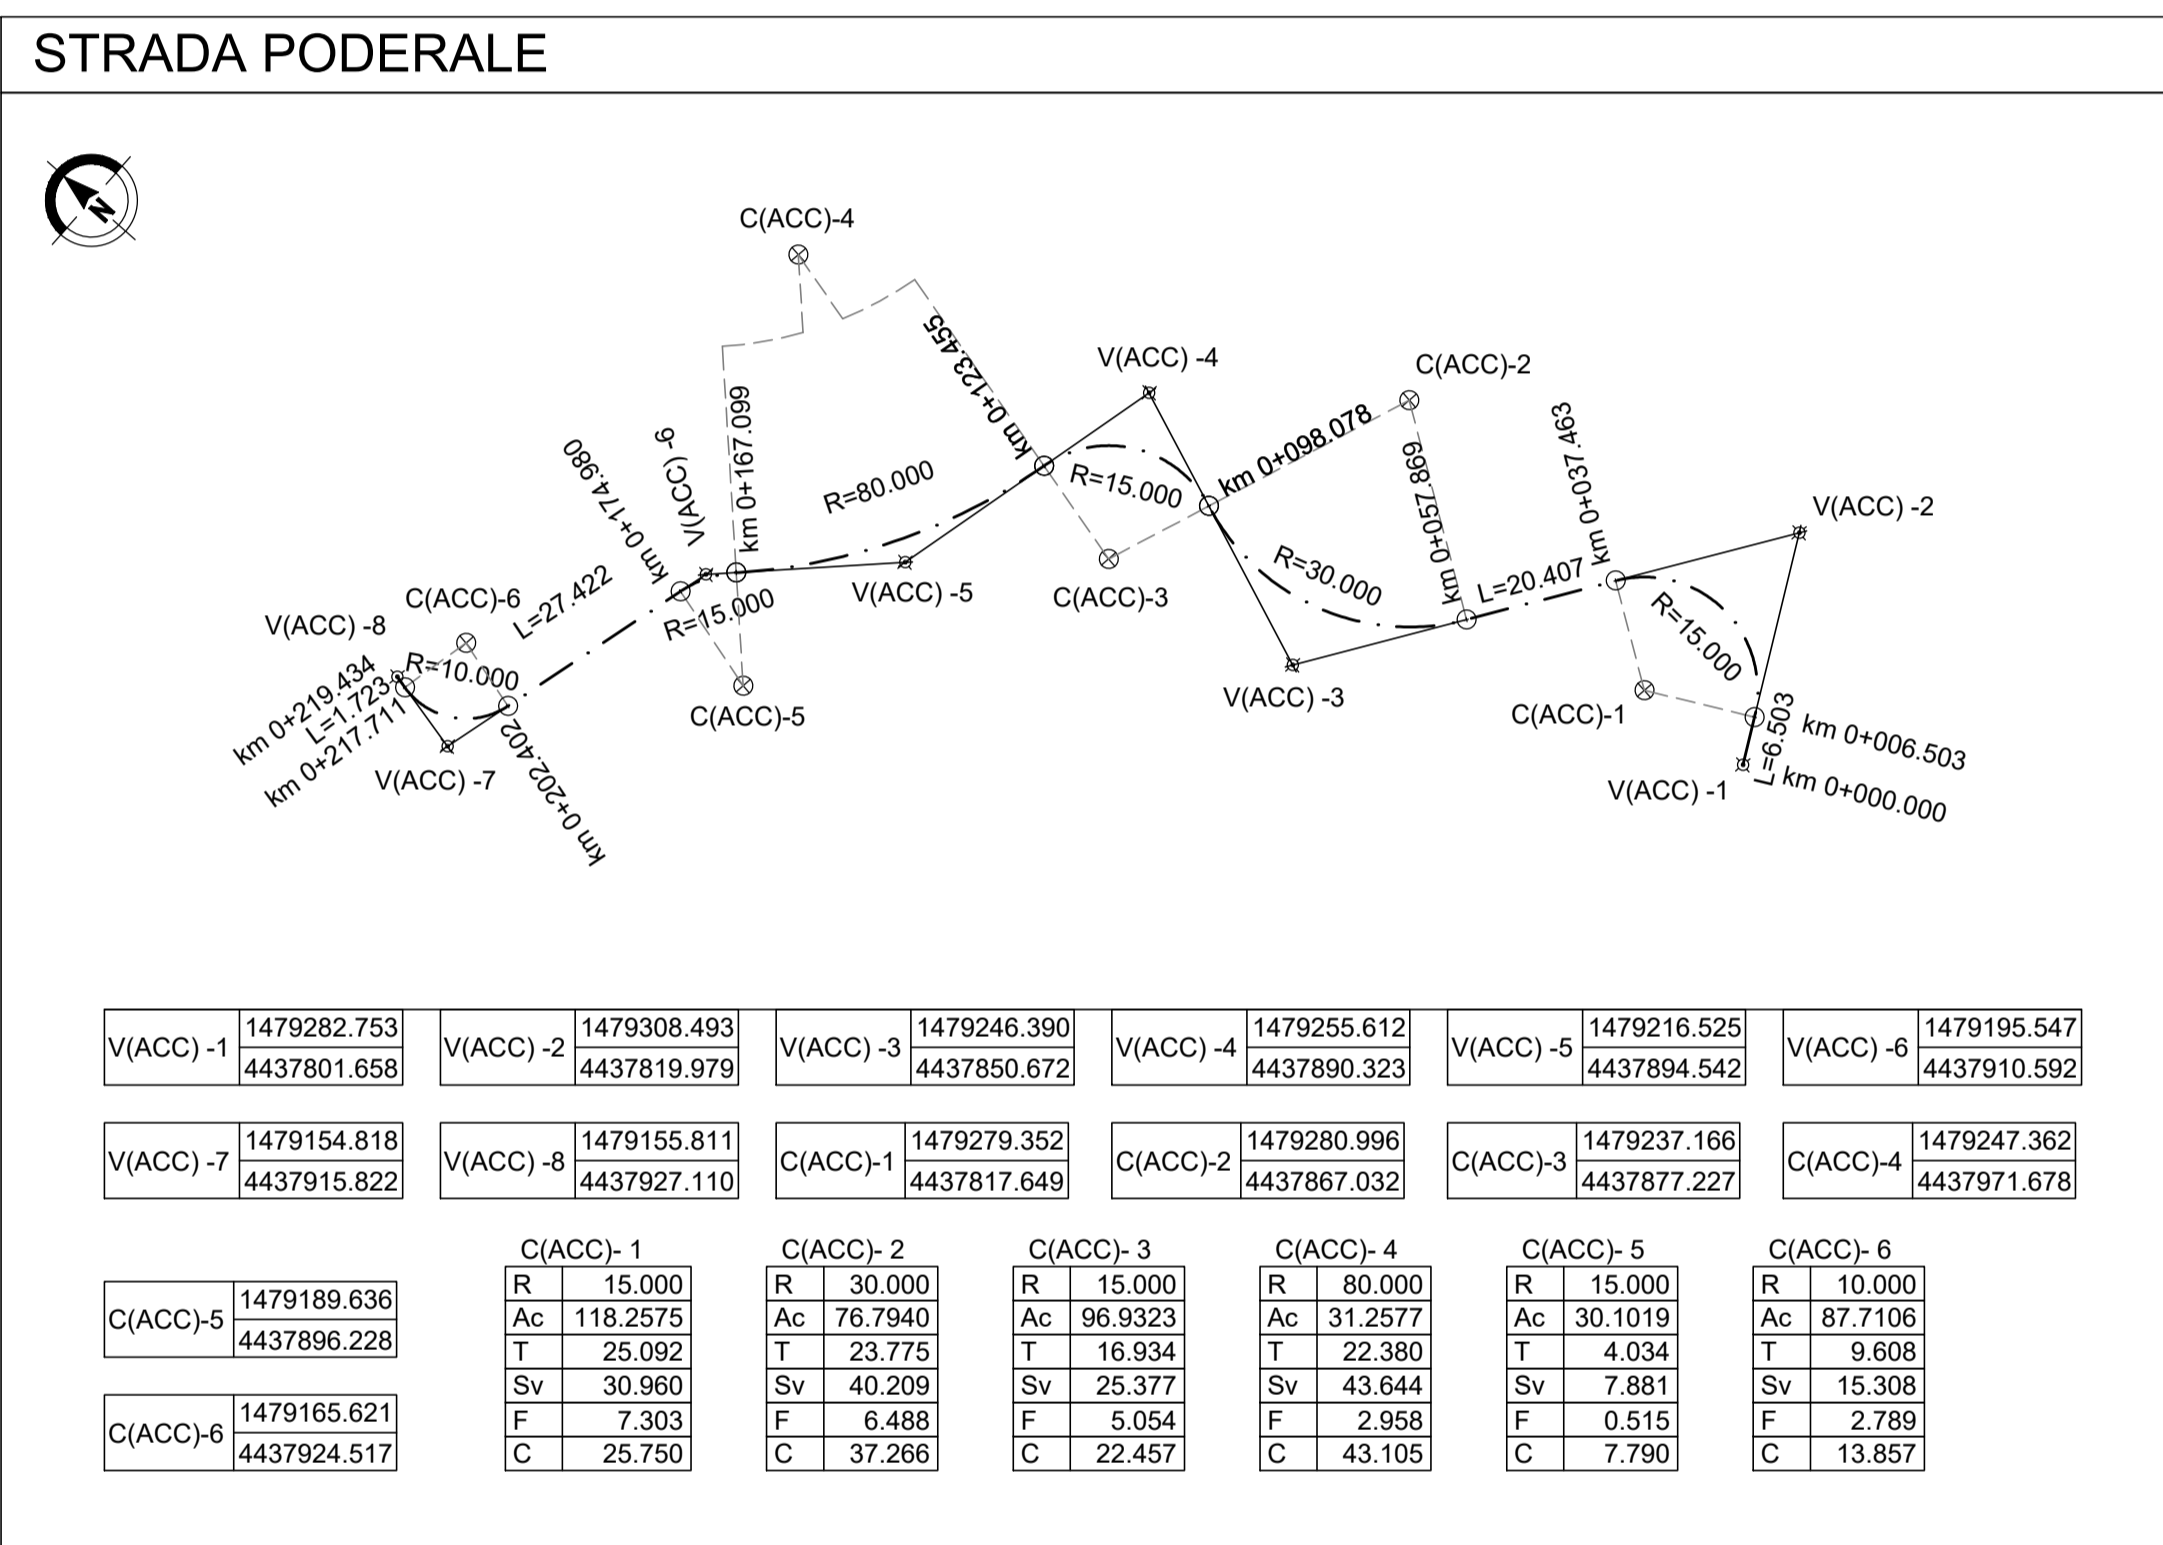 STRADA PODERALE
N
C(ACC)-4
V(ACC) -4
C(ACC)-2
km 0+123.455
km 0+167.099
V(ACC) -6
km 0+174.980
R=80.000
R=15.000
km 0+098.078
km 0+057.869
km 0+037.463
V(ACC) -2
C(ACC)-6
L=27.422
V(ACC) -5
R=15.000
C(ACC)-3
R=30.000
L=20.407
R=15.000
V(ACC) -8
R=10.000
km 0+219.434
L=1.723
km 0+217.711
V(ACC) -7
km 0+202.402
C(ACC)-5
V(ACC) -3
C(ACC)-1
L=6.503
km 0+006.503
V(ACC) -1
km 0+000.000
V(ACC) -1 1479282.753 4437801.658
V(ACC) -2 1479308.493 4437819.979
V(ACC) -3 1479246.390 4437850.672
V(ACC) -4 1479255.612 4437890.323
V(ACC) -5 1479216.525 4437894.542
V(ACC) -6 1479195.547 4437910.592
V(ACC) -7 1479154.818 4437915.822
V(ACC) -8 1479155.811 4437927.110
C(ACC)-1 1479279.352 4437817.649
C(ACC)-2 1479280.996 4437867.032
C(ACC)-3 1479237.166 4437877.227
C(ACC)-4 1479247.362 4437971.678
C(ACC)-5 1479189.636 4437896.228
C(ACC)-6 1479165.621 4437924.517
C(ACC)- 1
R 15.000
Ac 118.2575
T 25.092
Sv 30.960
F 7.303
C 25.750
C(ACC)- 2
R 30.000
Ac 76.7940
T 23.775
Sv 40.209
F 6.488
C 37.266
C(ACC)- 3
R 15.000
Ac 96.9323
T 16.934
Sv 25.377
F 5.054
C 22.457
C(ACC)- 4
R 80.000
Ac 31.2577
T 22.380
Sv 43.644
F 2.958
C 43.105
C(ACC)- 5
R 15.000
Ac 30.1019
T 4.034
Sv 7.881
F 0.515
C 7.790
C(ACC)- 6
R 10.000
Ac 87.7106
T 9.608
Sv 15.308
F 2.789
C 13.857